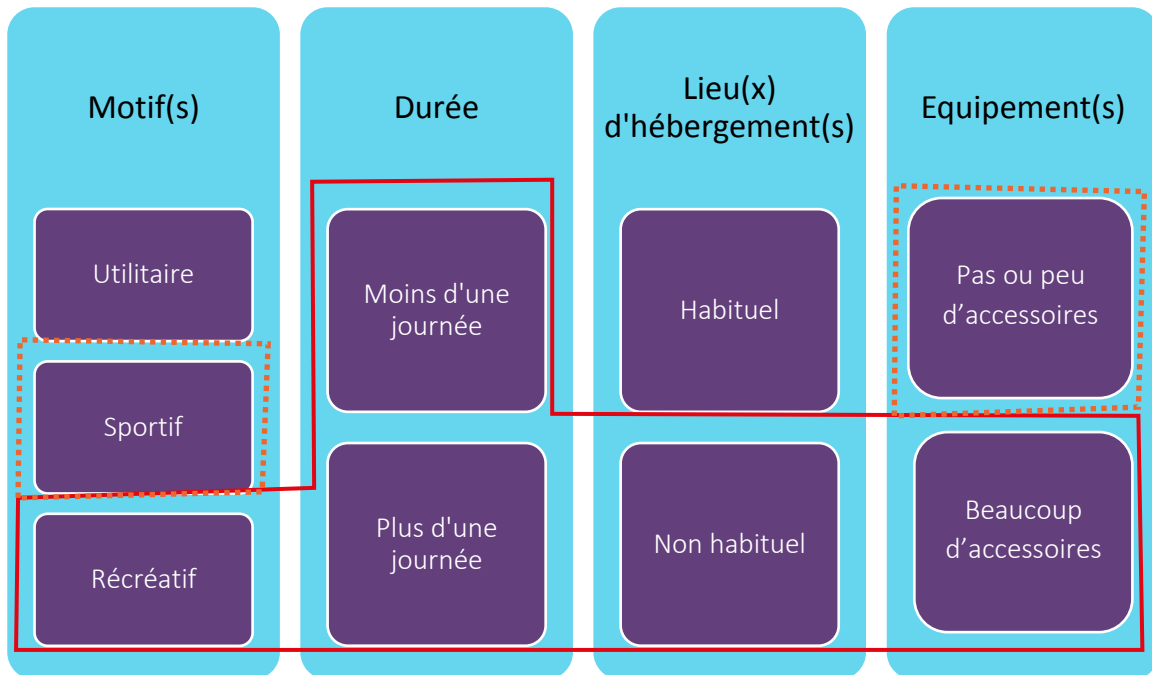 Motif(s)
Utilitaire
Sportif
Récréatif
Durée
Moins d'une
journée
Plus d'une
journée
Lieu(x)
d'hébergement(s)
Habituel
Non habituel
Equipement(s)
Pas ou peu
d’accessoires
Beaucoup
d’accessoires